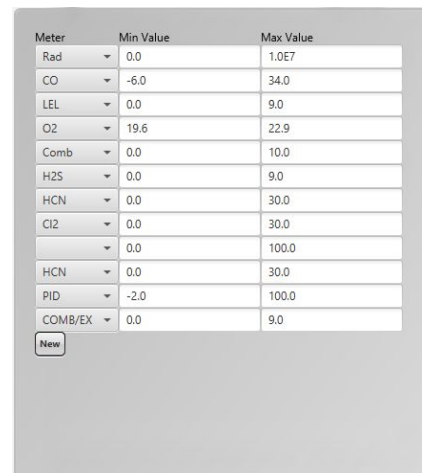 Meter Min Value Max Value
Rad 0.0 1.0E7
CO -6.0 34.0
LEL 0.0 9.0
O2 19.6 22.9
Comb 0.0 10.0
H2S 0.0 9.0
HCN 0.0 30.0
Cl2 0.0 30.0
0.0 100.0
HCN 0.0 30.0
PID -2.0 100.0
COMB/EX 0.0 9.0
New